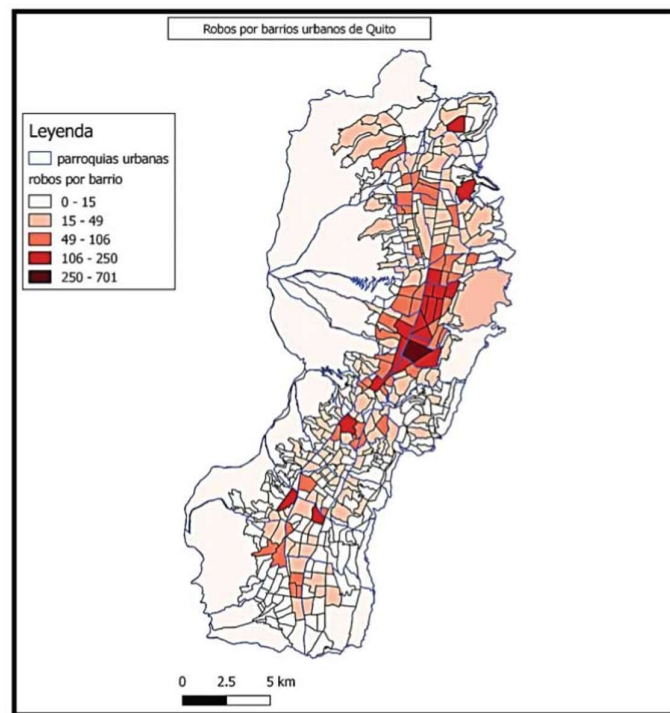 Robos por barrios urbanos de Quito
Leyenda
parroquias urbanas
robos por barrio
0 - 15
15 - 49
49 - 106
106 - 250
250 - 701
0 2.5 5 km